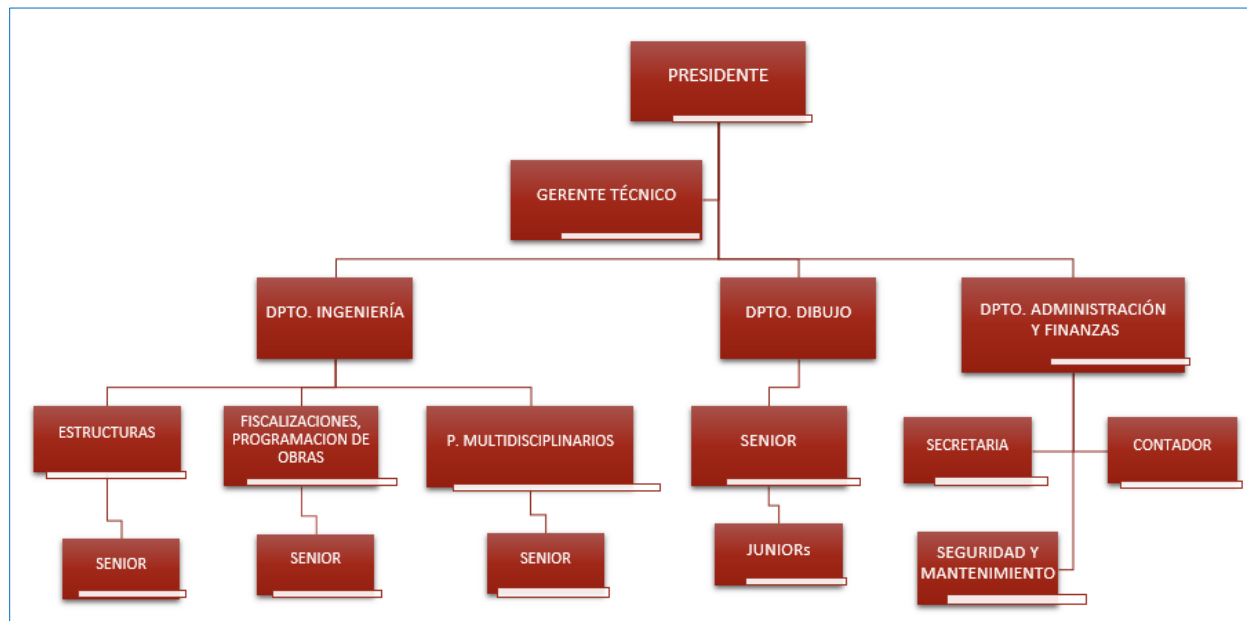 PRESIDENTE
GERENTE TÉCNICO
DPTO. INGENIERÍA
DPTO. DIBUJO
DPTO. ADMINISTRACIÓN
Y FINANZAS
ESTRUCTURAS
FISCALIZACIONES,
PROGRAMACION DE
OBRAS
P. MULTIDISCIPLINARIOS
SENIOR
SECRETARIA
CONTADOR
SENIOR
SENIOR
SENIOR
JUNIORs
SEGURIDAD Y
MANTENIMIENTO